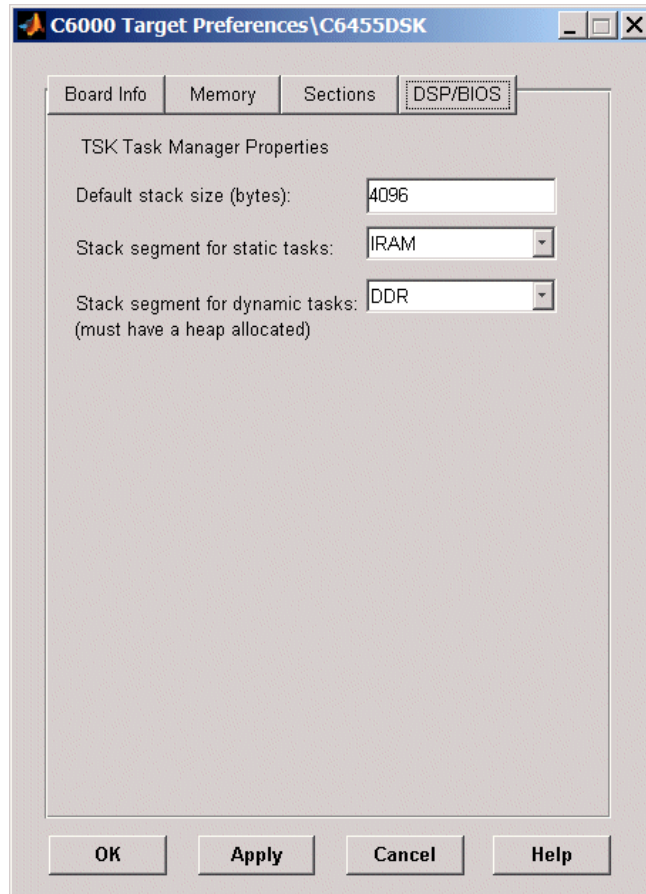 C6000 Target Preferences\C6455DSK
Board Info Memory Sections DSP/BIOS
TSK Task Manager Properties
Default stack size (bytes): 4096
Stack segment for static tasks: IRAM
Stack segment for dynamic tasks: DDR
(must have a heap allocated)
OK Apply Cancel Help